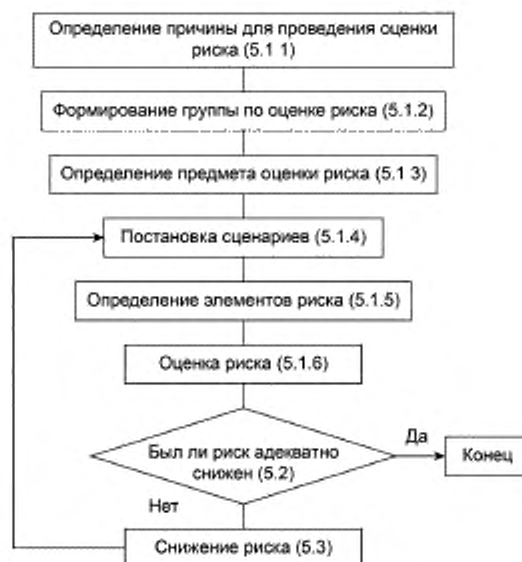 Определение причины для проведения оценки
риска (5.1 1)
Формирование группы по оценке риска (5.1.2)
Определение предмета оценки риска (5.1 3)
Постановка сценариев (5.1.4)
Определение элементов риска (5.1.5)
Оценка риска (5.1.6)
Был ли риск адекватно
снижен (5.2)
Да
Конец
Нет
Снижение риска (5.3)